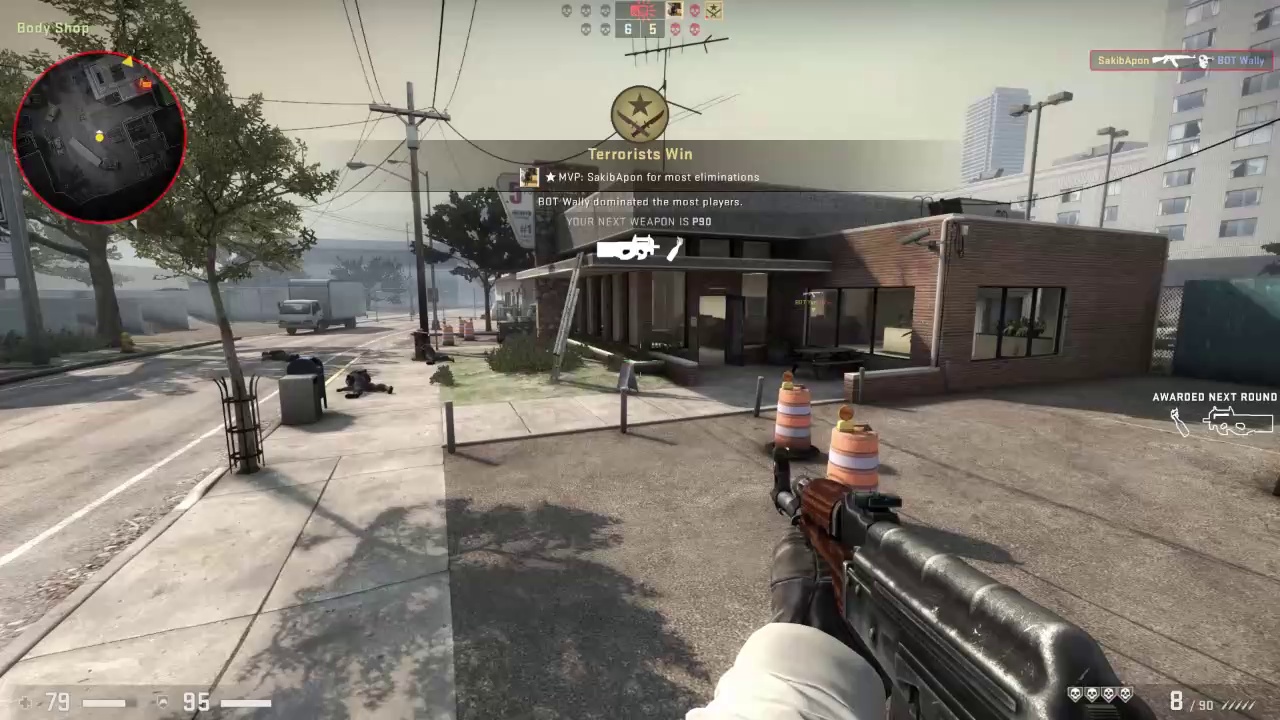 Body Shop
6 5
SakibApon BOT Wally
Terrorists Win
★ MVP: SakibApon for most eliminations
BOT Wally dominated the most players.
YOUR NEXT WEAPON IS P90
#1
AWARDED NEXT ROUND
79 95
8 / 90